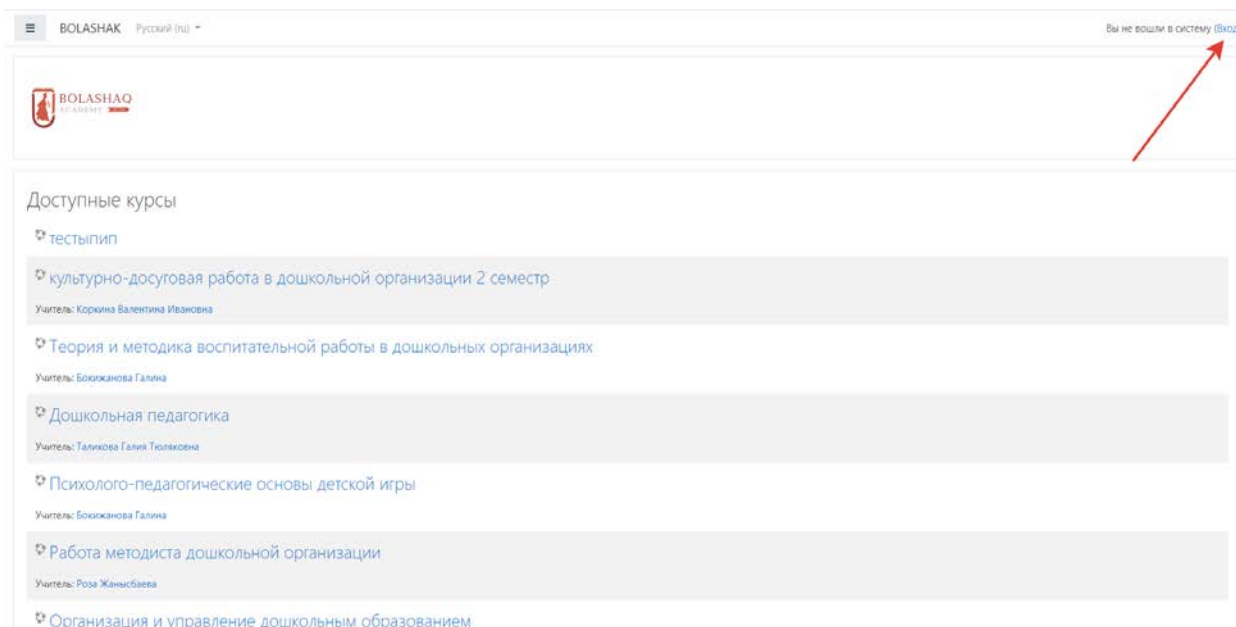 BOLASHAK Русский (ru)
Вы не вошли в систему (Вход
BOLASHAQ
ACADEMY
Доступные курсы
тестыпип
культурно-досуговая работа в дошкольной организации 2 семестр
Учитель: Коркина Валентина Ивановна
Теория и методика воспитательной работы в дошкольных организациях
Учитель: Бокижанова Галина
Дошкольная педагогика
Учитель: Таликова Галия Тюляковна
Психолого-педагогические основы детской игры
Учитель: Бокижанова Галина
Работа методиста дошкольной организации
Учитель: Роза Жанысбаева
Организация и управление дошкольным образованием